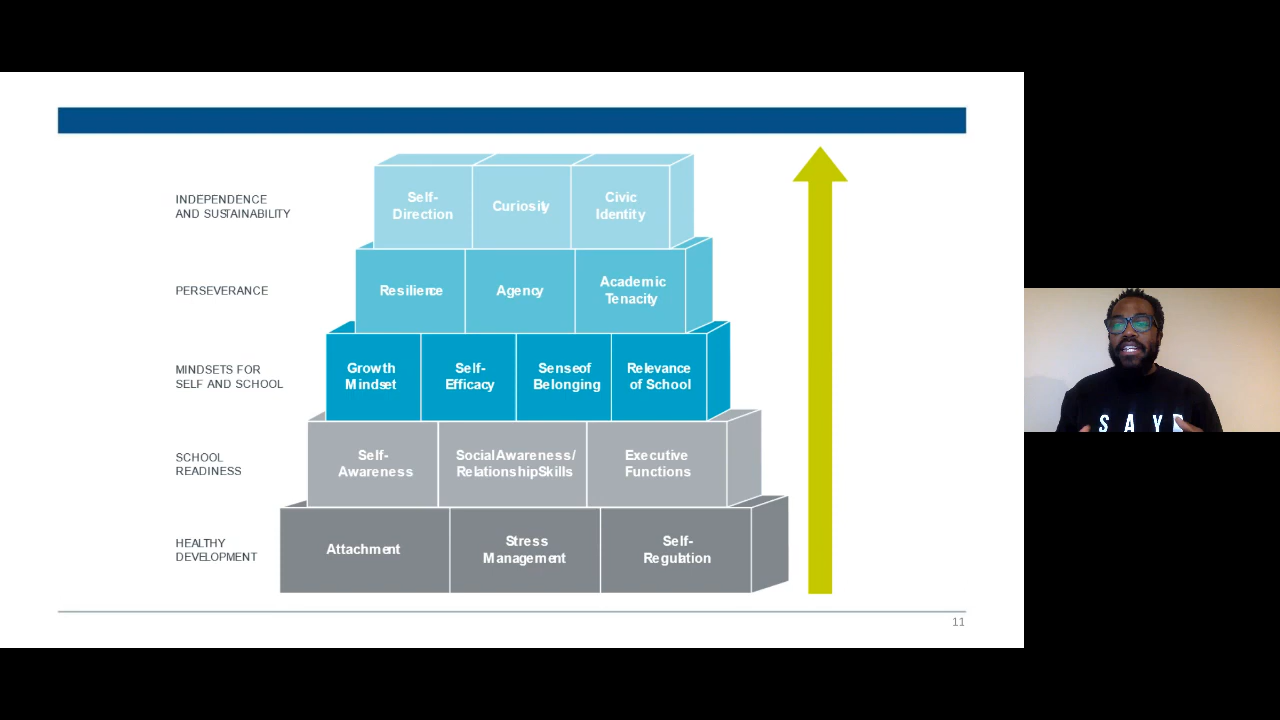 INDEPENDENCE
AND SUSTAINABILITY
Self-
Direction
Curiosity
Civic
Identity
PERSEVERANCE
Resilience
Agency
Academic
Tenacity
MINDSETS FOR
SELF AND SCHOOL
Growth
Mindset
Self-
Efficacy
Sense of
Belonging
Relevance
of School
SCHOOL
READINESS
Self-
Awareness
Social Awareness/
Relationship Skills
Executive
Functions
HEALTHY
DEVELOPMENT
Attachment
Stress
Management
Self-
Regulation
11